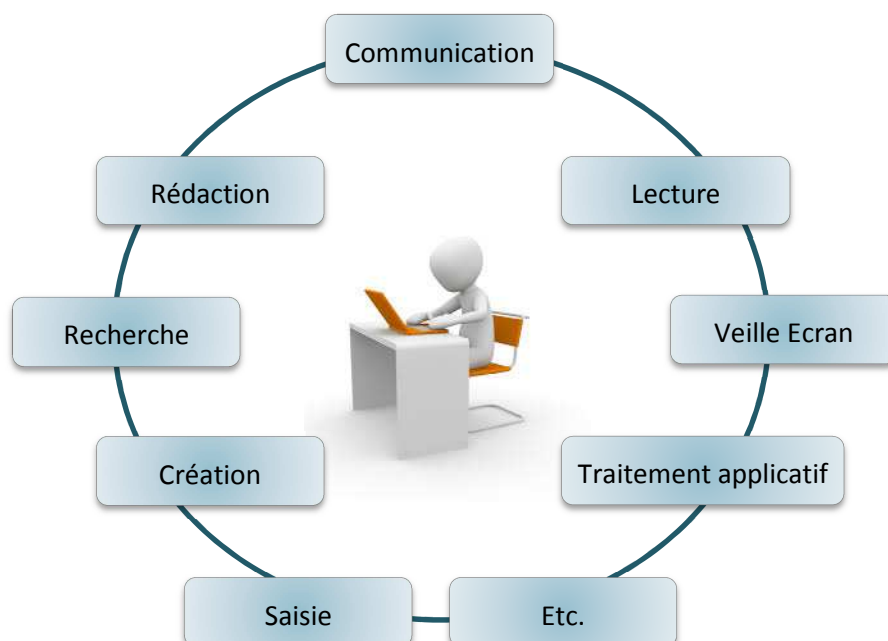 Communication
Rédaction
Lecture
Recherche
Veille Ecran
Création
Traitement applicatif
Saisie
Etc.